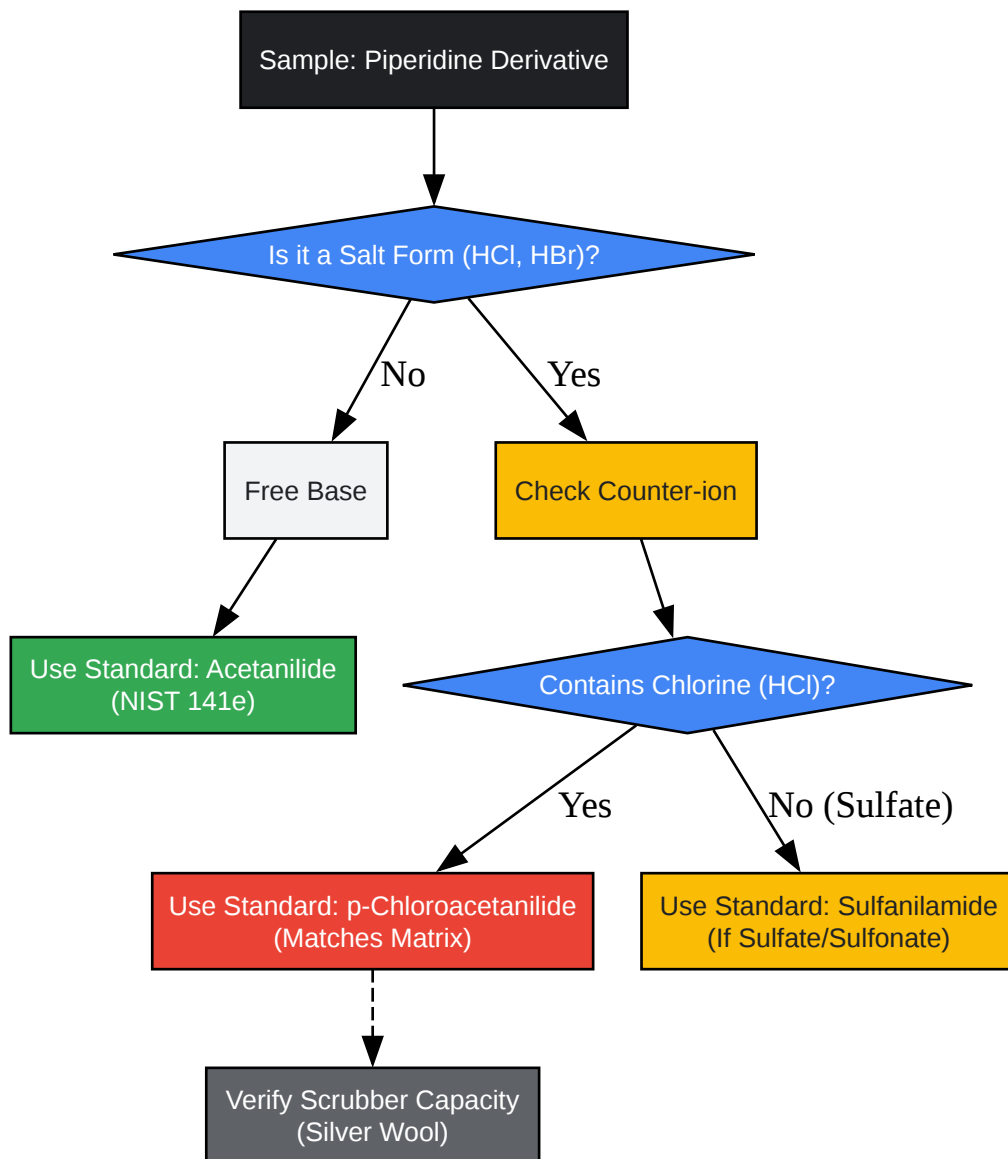 Sample: Piperidine Derivative
Is it a Salt Form (HCl, HBr)?
No
Yes
Free Base
Check Counter-ion
Use Standard: Acetanilide
(NIST 141e)
Contains Chlorine (HCl)?
Yes
No (Sulfate)
Use Standard: p-Chloroacetanilide
(Matches Matrix)
Use Standard: Sulfanilamide
(If Sulfate/Sulfonate)
Verify Scrubber Capacity
(Silver Wool)